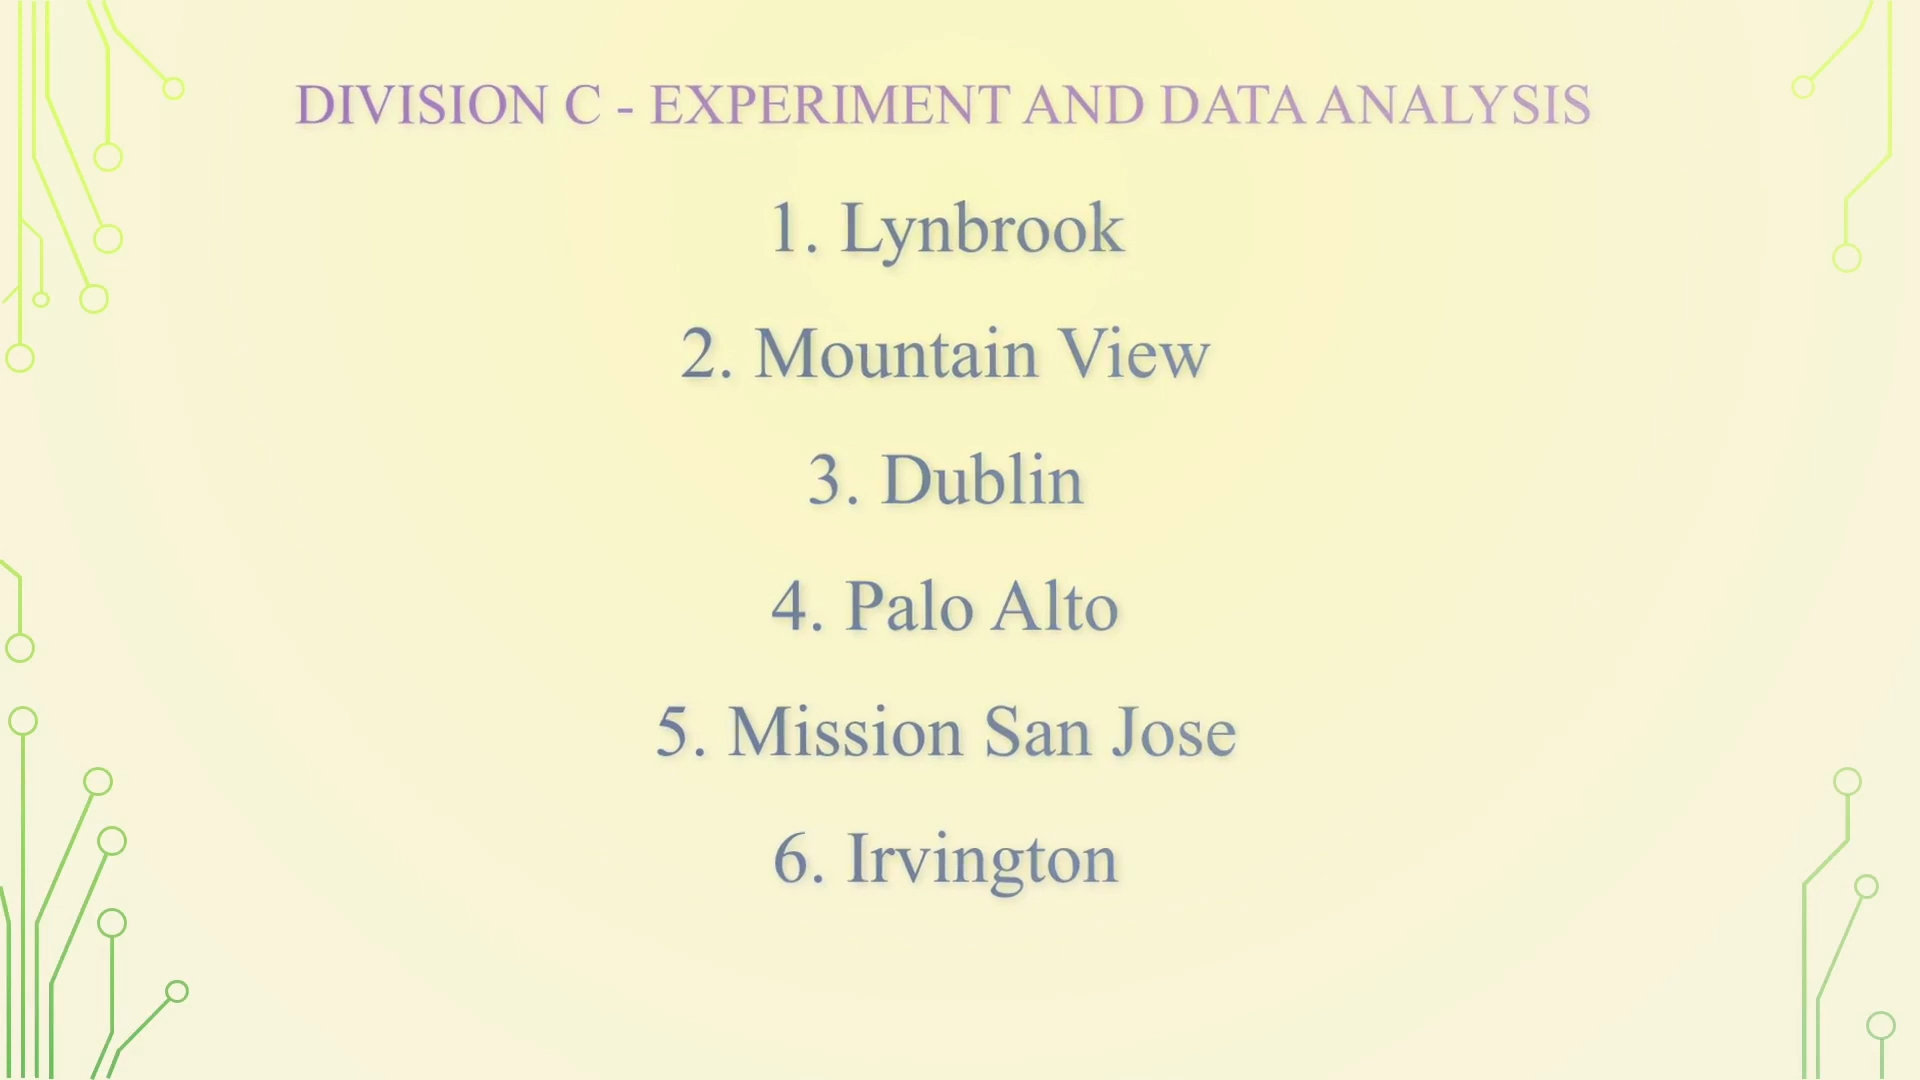 DIVISION C - EXPERIMENT AND DATA ANALYSIS
1. Lynbrook
2. Mountain View
3. Dublin
4. Palo Alto
5. Mission San Jose
6. Irvington